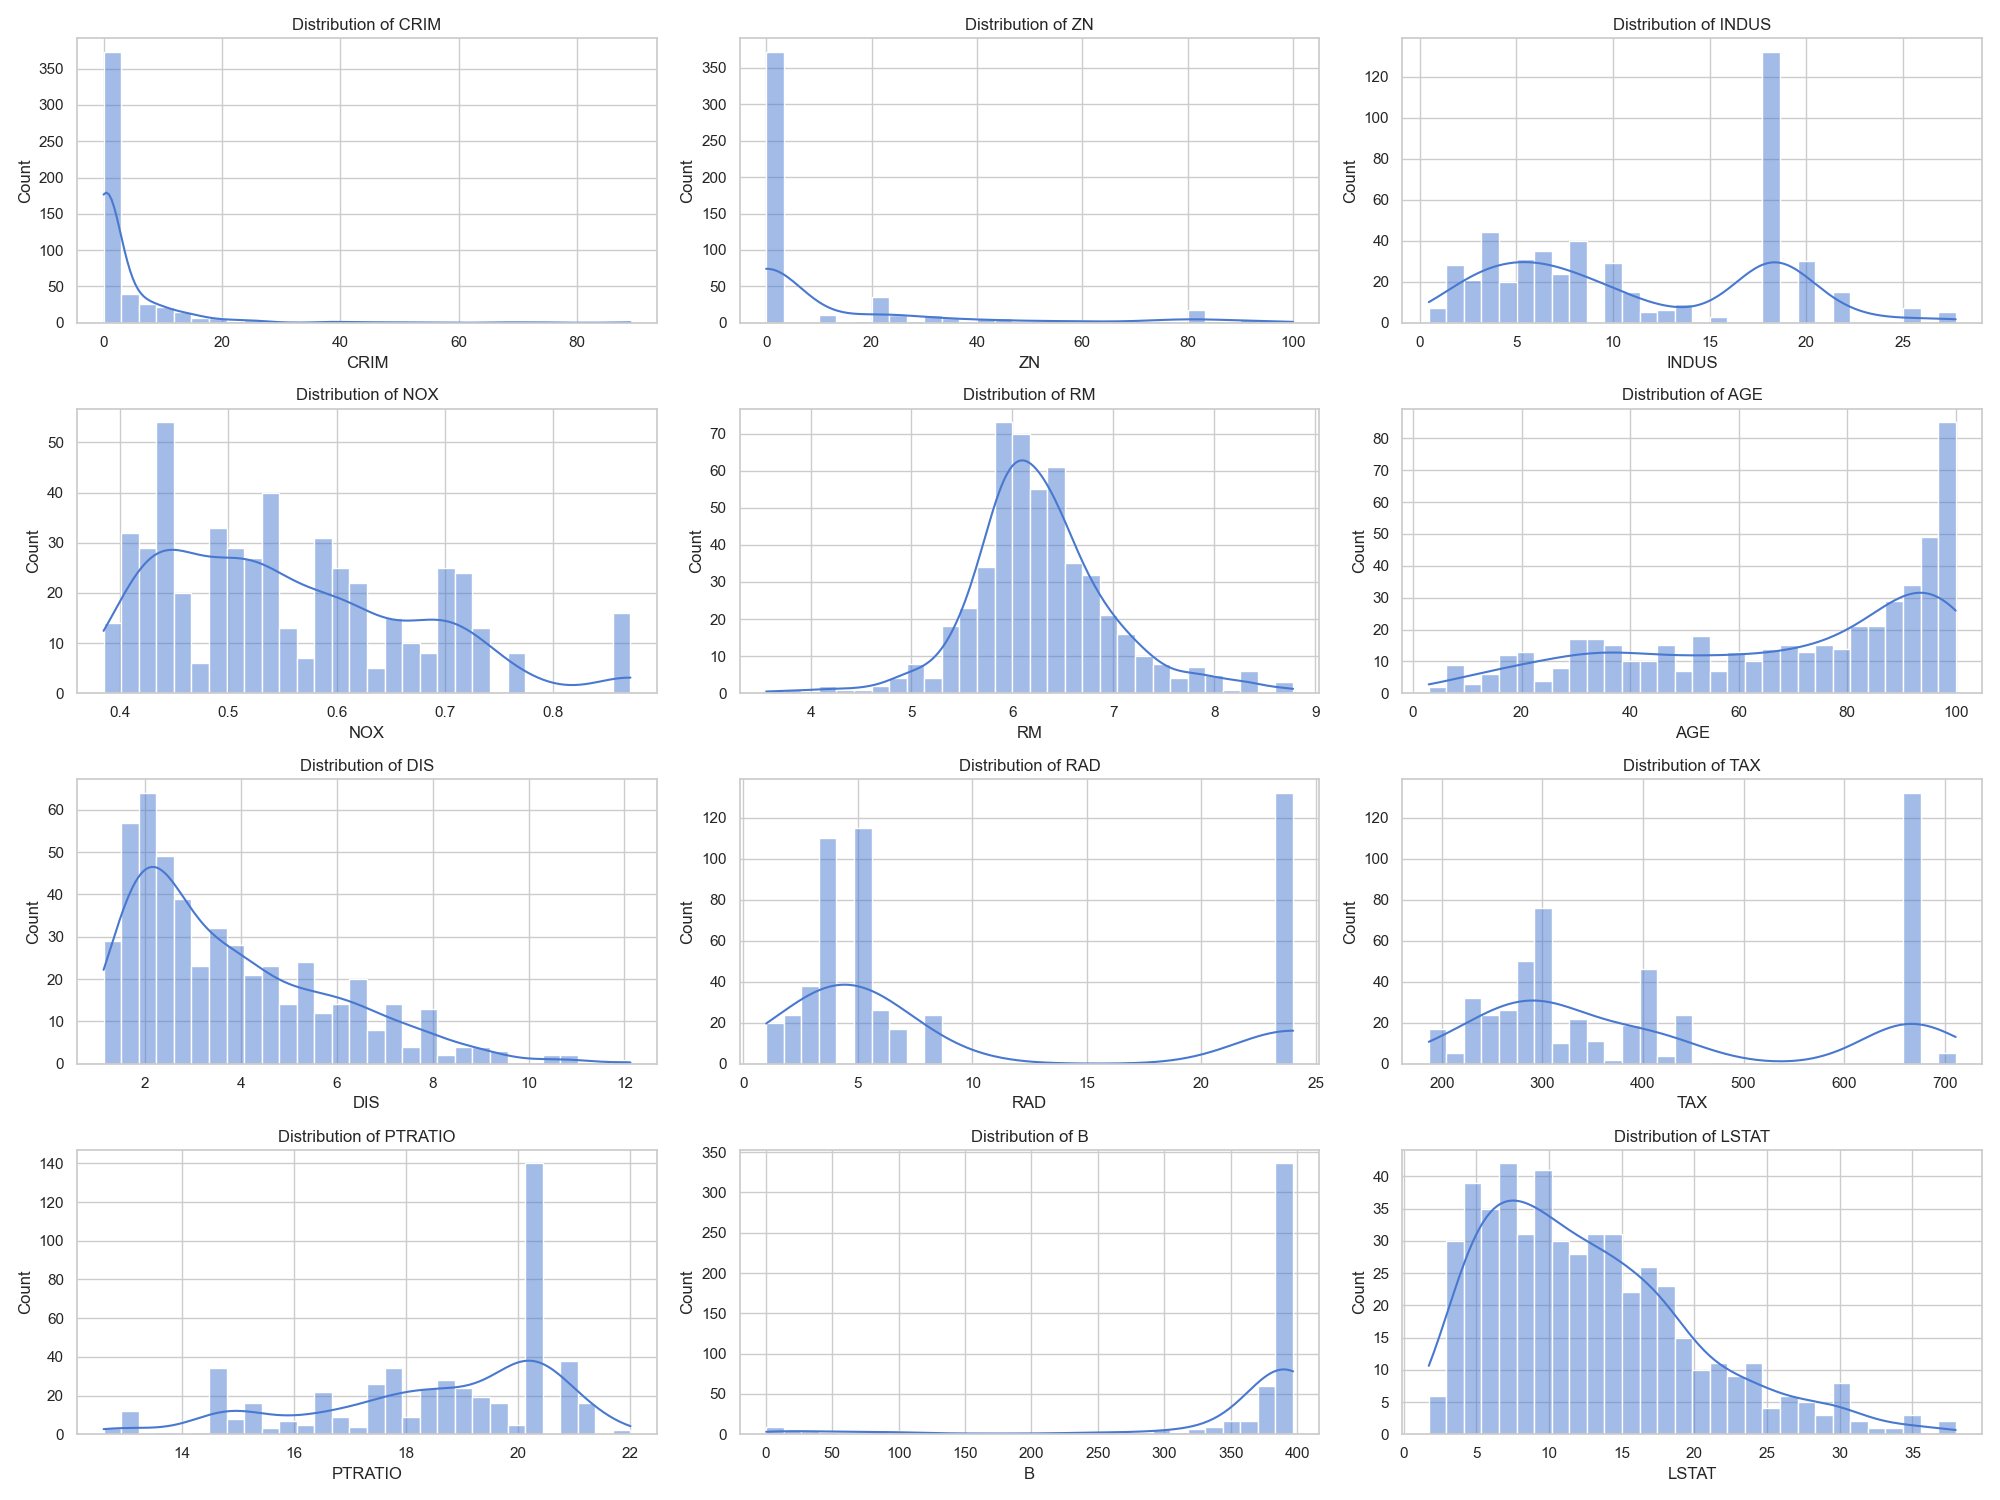 Distribution of CRIM
Count
350
300
250
200
150
100
50
0
0 20 40 60 80
CRIM
Distribution of ZN
Count
350
300
250
200
150
100
50
0
0 20 40 60 80 100
ZN
Distribution of INDUS
Count
120
100
80
60
40
20
0
0 5 10 15 20 25
INDUS
Distribution of NOX
Count
50
40
30
20
10
0
0.4 0.5 0.6 0.7 0.8
NOX
Distribution of RM
Count
70
60
50
40
30
20
10
0
4 5 6 7 8 9
RM
Distribution of AGE
Count
80
70
60
50
40
30
20
10
0
0 20 40 60 80 100
AGE
Distribution of DIS
Count
60
50
40
30
20
10
0
2 4 6 8 10 12
DIS
Distribution of RAD
Count
120
100
80
60
40
20
0
0 5 10 15 20 25
RAD
Distribution of TAX
Count
120
100
80
60
40
20
0
200 300 400 500 600 700
TAX
Distribution of PTRATIO
Count
140
120
100
80
60
40
20
0
14 16 18 20 22
PTRATIO
Distribution of B
Count
350
300
250
200
150
100
50
0
0 50 100 150 200 250 300 350 400
B
Distribution of LSTAT
Count
40
35
30
25
20
15
10
5
0
0 5 10 15 20 25 30 35
LSTAT